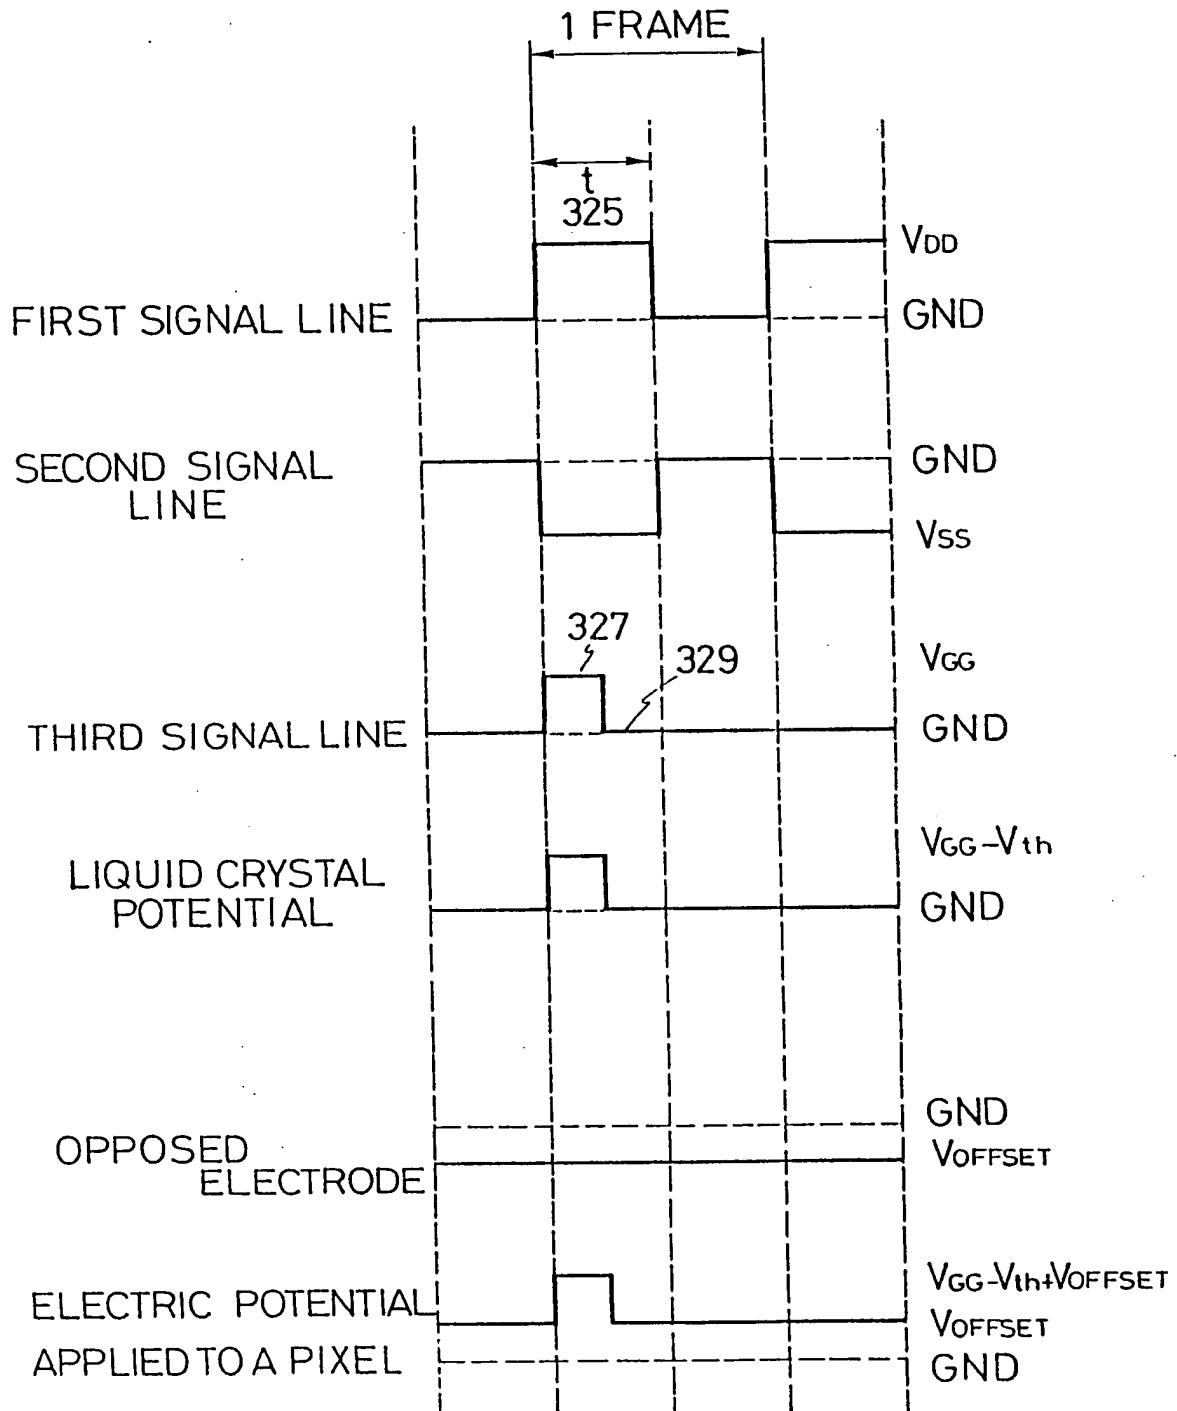 1 FRAME
t
325
VDD
FIRST SIGNAL LINE
GND
SECOND SIGNAL
LINE
GND
VSS
327
329
VGG
THIRD SIGNAL LINE
GND
VGG-Vth
LIQUID CRYSTAL
POTENTIAL
GND
GND
OPPOSED
ELECTRODE
VOFFSET
VGG-Vth+VOFFSET
ELECTRIC POTENTIAL
VOFFSET
APPLIED TO A PIXEL
GND